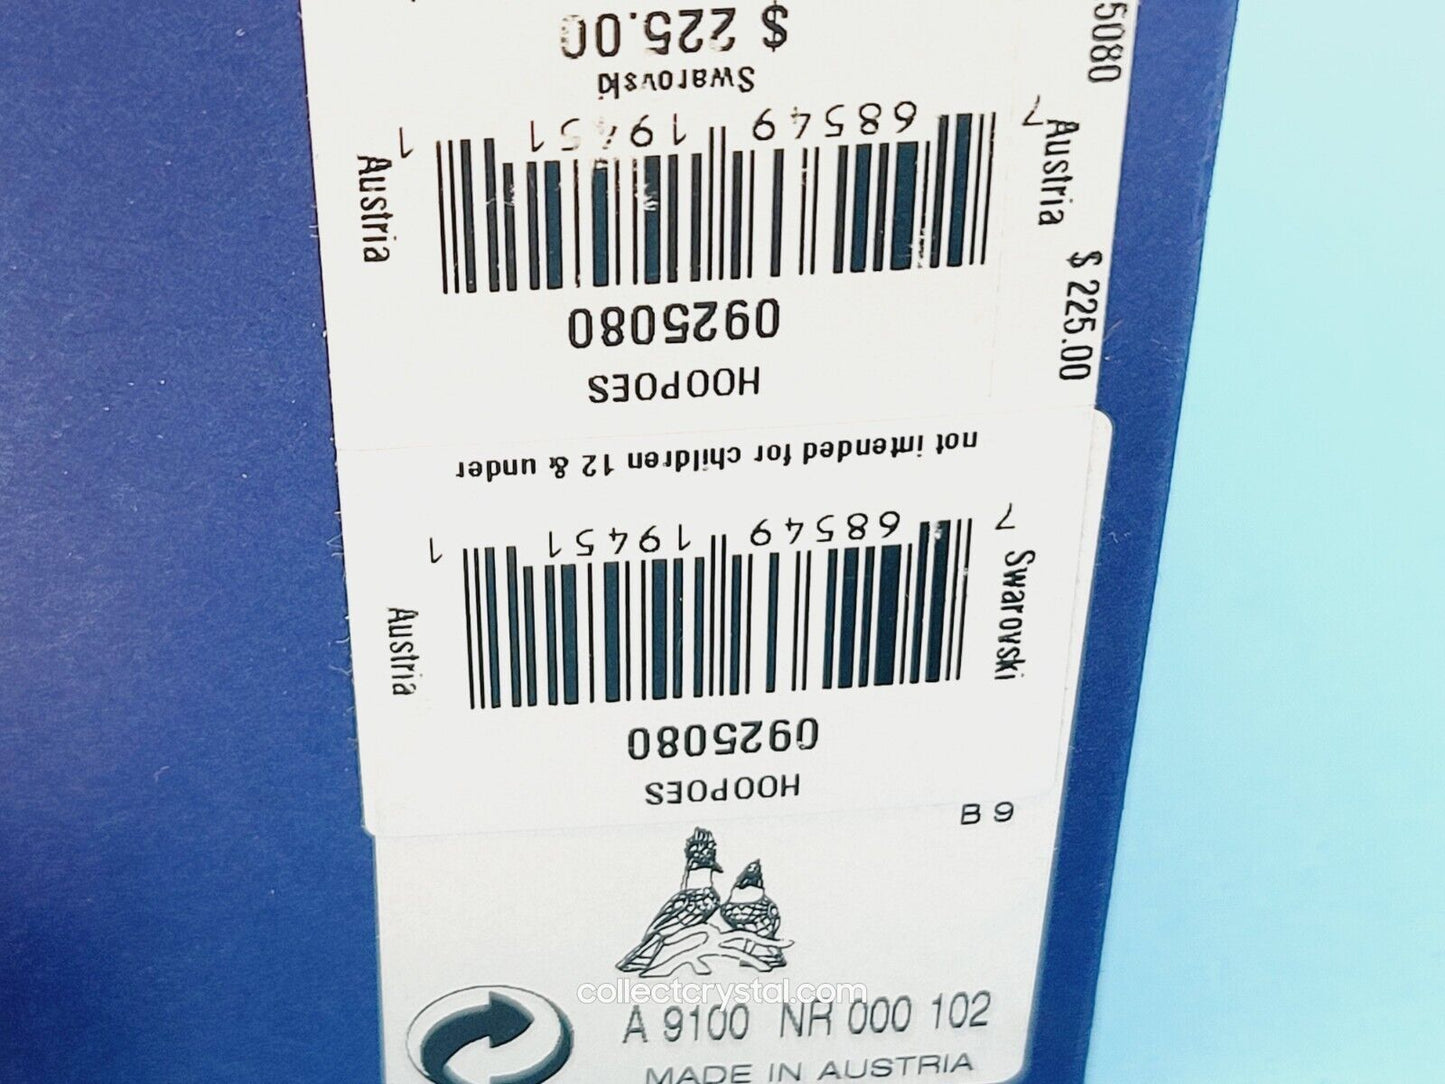 $ 225.00
Swarovski
7 68549 19451 1
Austria
Austria
5080 $ 225.00
0925080
HOOPOES
not intended for children 12 & under
7 68549 19451 1
Austria
Swarovski
0925080
HOOPOES
B 9
collectcrystal.com
A 9100 NR 000 102
MADE IN AUSTRIA